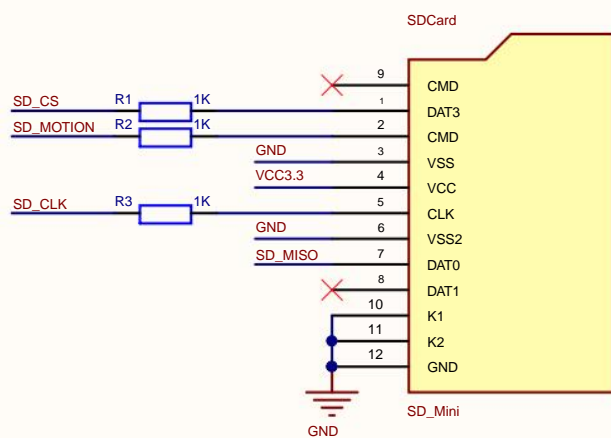 SDCard
9 CMD
SD_CS R1 1K 1 DAT3
SD_MOTION R2 1K 2 CMD
GND 3 VSS
VCC3.3 4 VCC
SD_CLK R3 1K 5 CLK
GND 6 VSS2
SD_MISO 7 DAT0
8 DAT1
10 K1
11 K2
12 GND
SD_Mini
GND